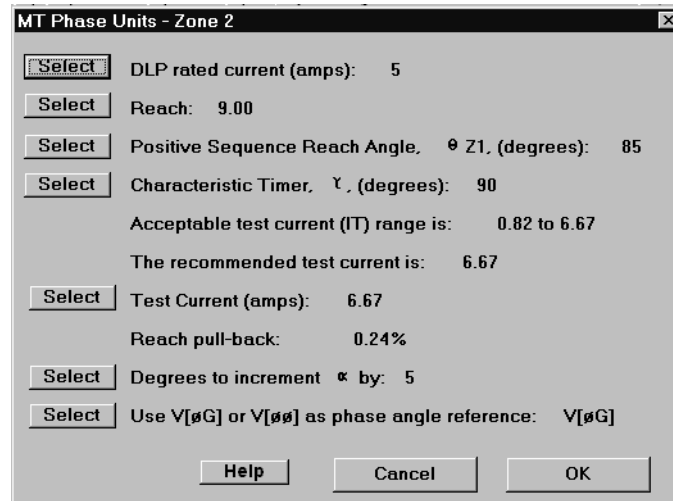 MT Phase Units - Zone 2
Select DLP rated current (amps): 5
Select Reach: 9.00
Select Positive Sequence Reach Angle, θ Z1, (degrees): 85
Select Characteristic Timer, ϒ, (degrees): 90
Acceptable test current (IT) range is: 0.82 to 6.67
The recommended test current is: 6.67
Select Test Current (amps): 6.67
Reach pull-back: 0.24%
Select Degrees to increment α by: 5
Select Use V[øG] or V[øø] as phase angle reference: V[øG]
Help Cancel OK